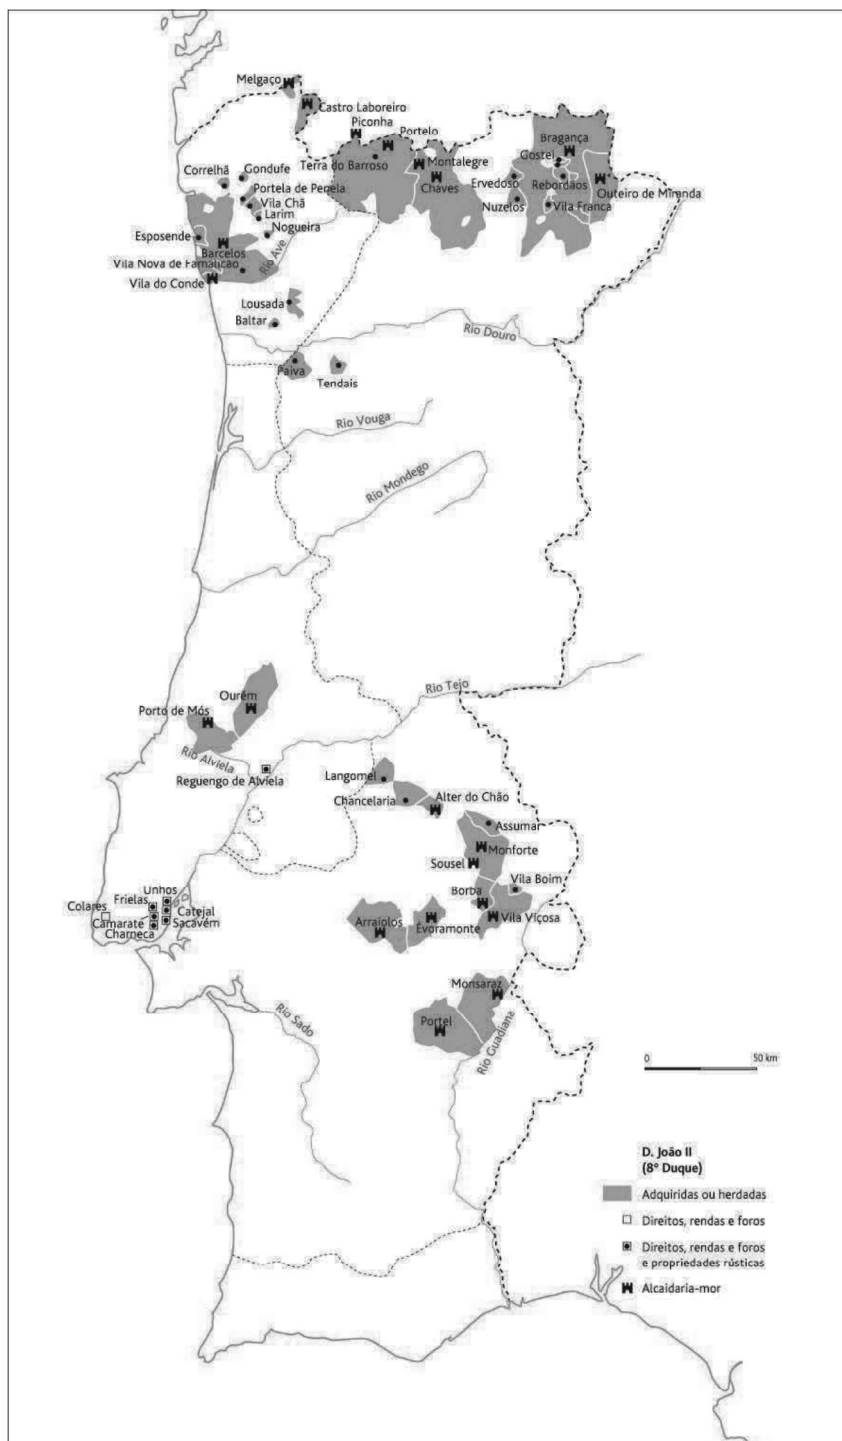 Melgaço
Castro Laboreiro
Piconha
Portelo
Bragança
Gostei
Correlhã
Gondufe
Terra do Barroso
Montalegre
Chaves
Ervedoso
Rebordãos
Outeiro de Miranda
Portela de Penela
Vila Chã
Larim
Nuzelos
Vila Franca
Nogueira
Esposende
Barcelos
Rio Ave
Vila Nova de Famalicão
Vila do Conde
Lousada
Baltar
Rio Douro
Paiva
Tendais
Rio Vouga
Rio Mondego
Rio Tejo
Ourém
Porto de Mós
Rio Alviela
Reguengo de Alviela
Langomel
Chancelaria
Alter do Chão
Assumar
Monforte
Sousel
Vila Boim
Borba
Unhos
Frielas
Colares
Catejal
Camarate
Sacavém
Charneca
Arraiolos
Évoramonte
Vila Viçosa
Monsaraz
Portel
Rio Sado
Rio Guadiana
0 50 km
D. João II
(8º Duque)
Adquiridas ou herdadas
Direitos, rendas e foros
Direitos, rendas e foros
e propriedades rústicas
Alcaidaria-mor